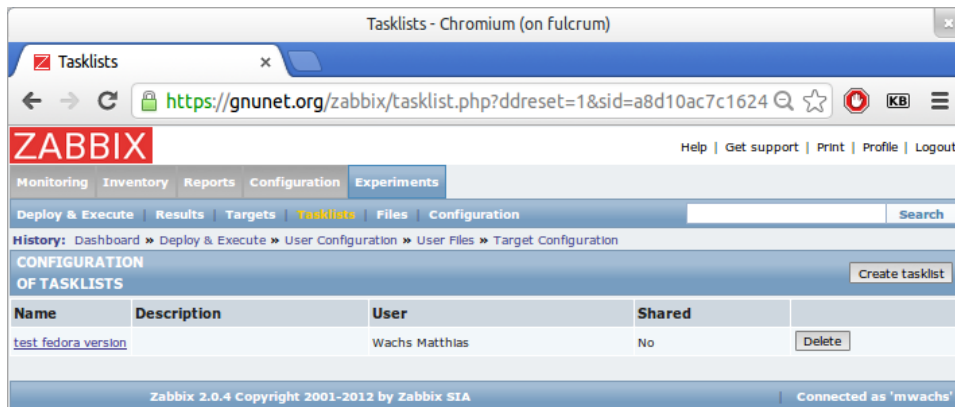 Tasklists - Chromium (on fulcrum)
Tasklists
https://gnunet.org/zabbix/tasklist.php?ddreset=1&sid=a8d10ac7c1624
KB
ZABBIX
Help | Get support | Print | Profile | Logout
Monitoring Inventory Reports Configuration Experiments
Deploy & Execute | Results | Targets | Tasklists | Files | Configuration Search
History: Dashboard » Deploy & Execute » User Configuration » User Files » Target Configuration
CONFIGURATION
OF TASKLISTS
Create tasklist
Name Description User Shared
test fedora version Wachs Matthias No Delete
Zabbix 2.0.4 Copyright 2001-2012 by Zabbix SIA | Connected as 'mwachs'